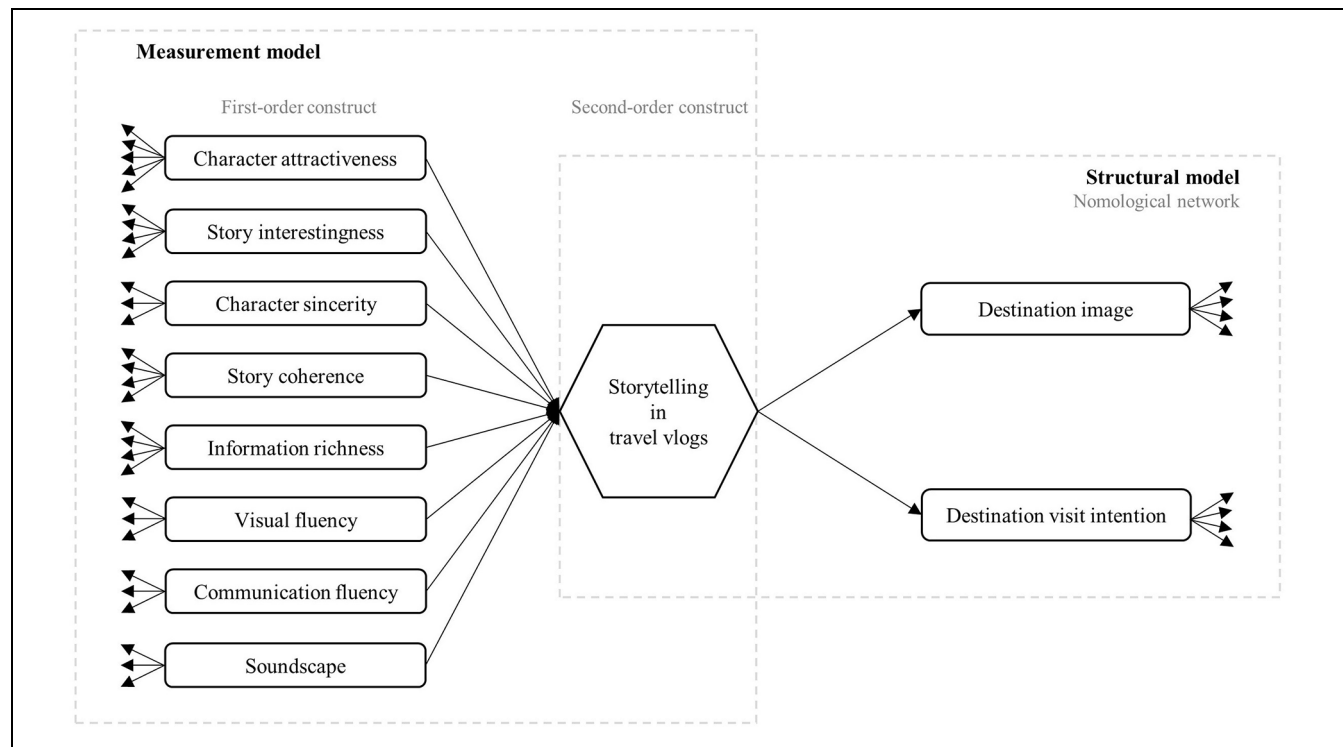 Measurement model
First-order construct
Second-order construct
Character attractiveness
Story interestingness
Character sincerity
Story coherence
Information richness
Visual fluency
Communication fluency
Soundscape
Storytelling
in
travel vlogs
Structural model
Nomological network
Destination image
Destination visit intention